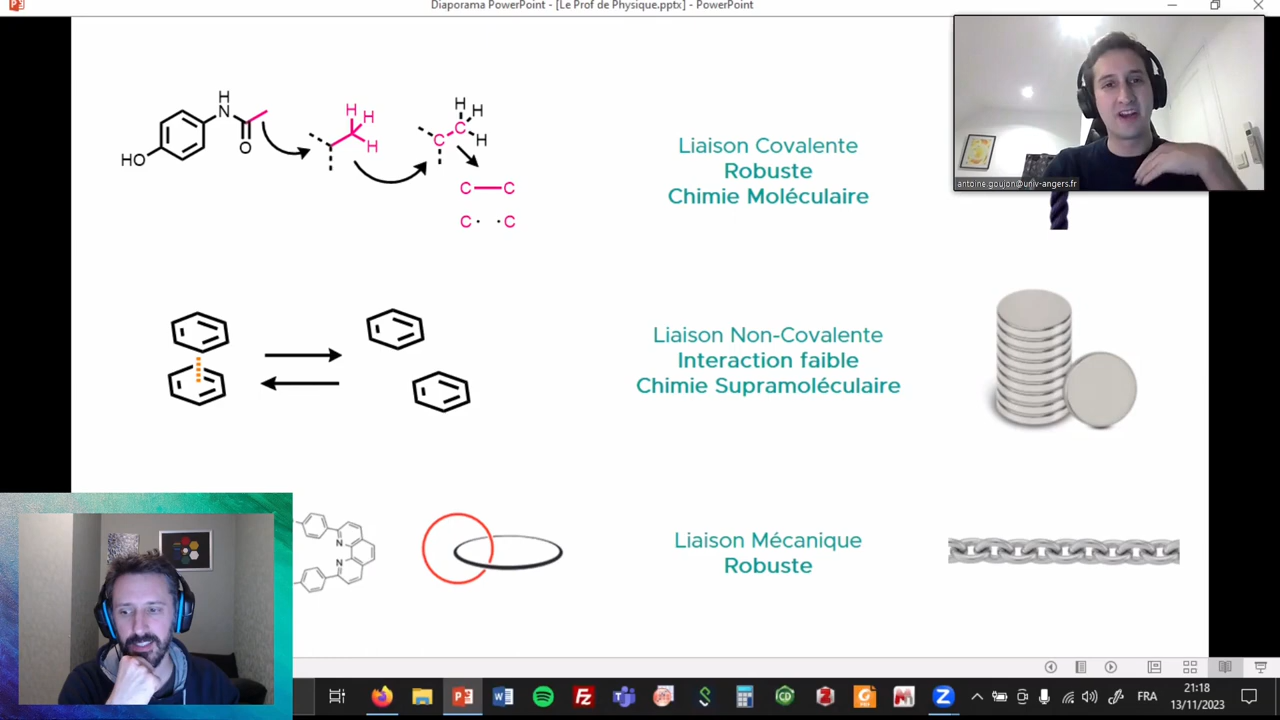 Diaporama PowerPoint - [Le Prof de Physique.pptx] - PowerPoint
H
N
O
HO
H
H
H
H
H
C
C
H
C
C
C
C
Liaison Covalente
Robuste
Chimie Moléculaire
antoine.goujon@univ-angers.fr
Liaison Non-Covalente
Interaction faible
Chimie Supramoléculaire
N
N
Liaison Mécanique
Robuste
FRA
21:18
13/11/2023